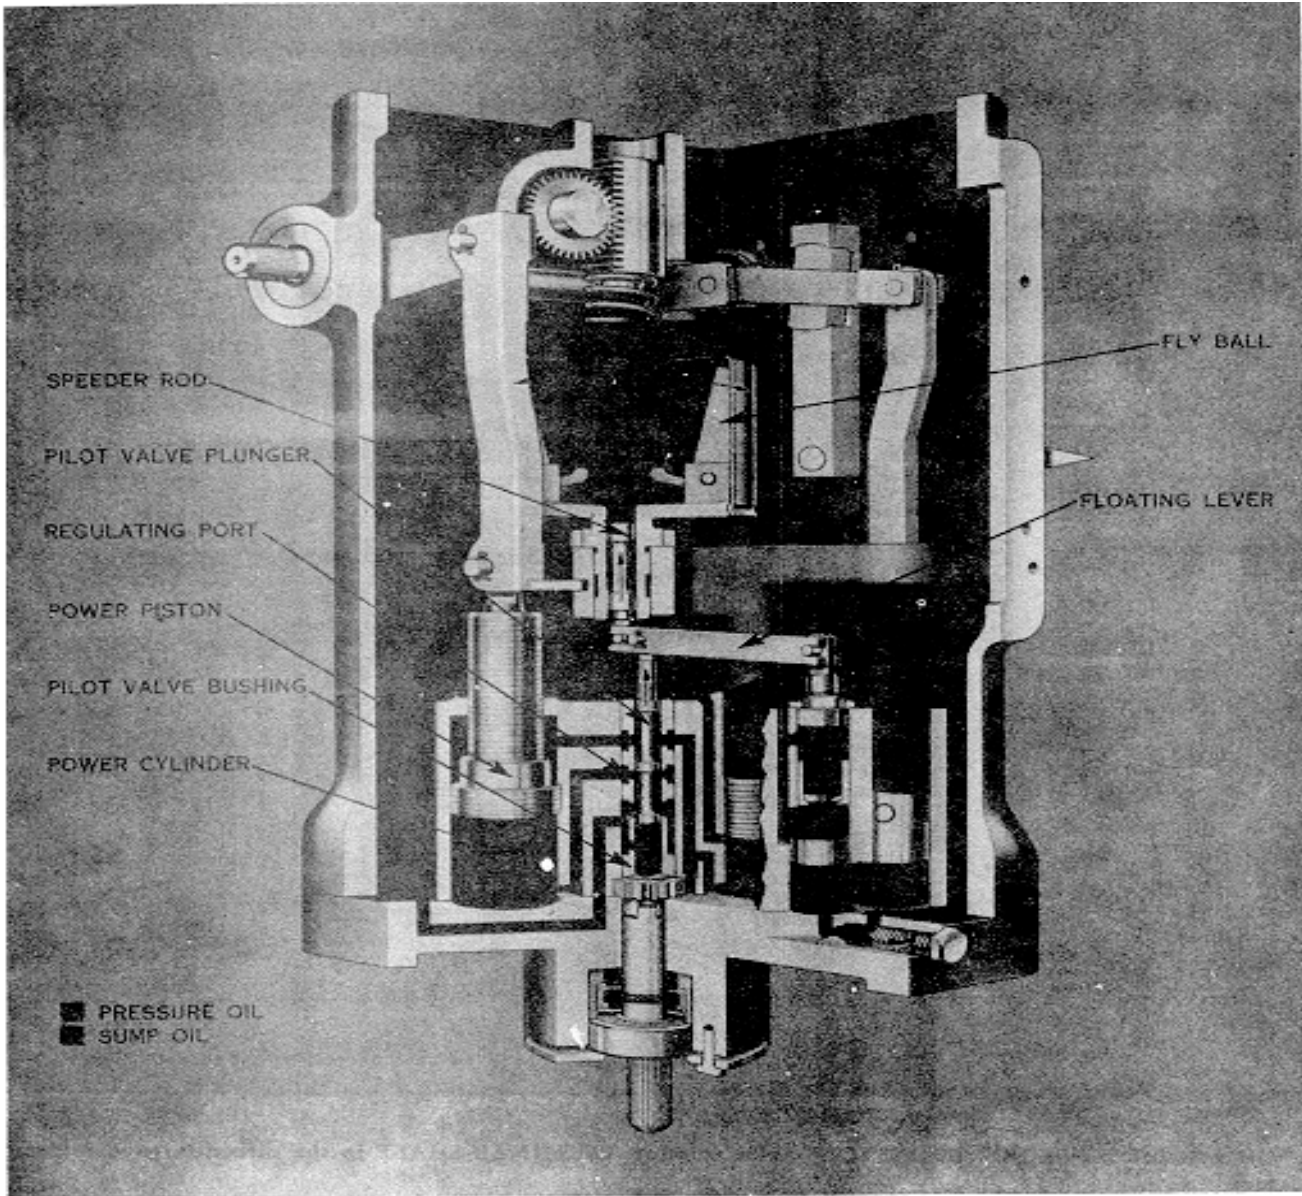 FLY BALL
SPEEDER ROD
PILOT VALVE PLUNGER
FLOATING LEVER
REGULATING PORT
POWER PISTON
PILOT VALVE BUSHING
POWER CYLINDER
PRESSURE OIL
SUMP OIL